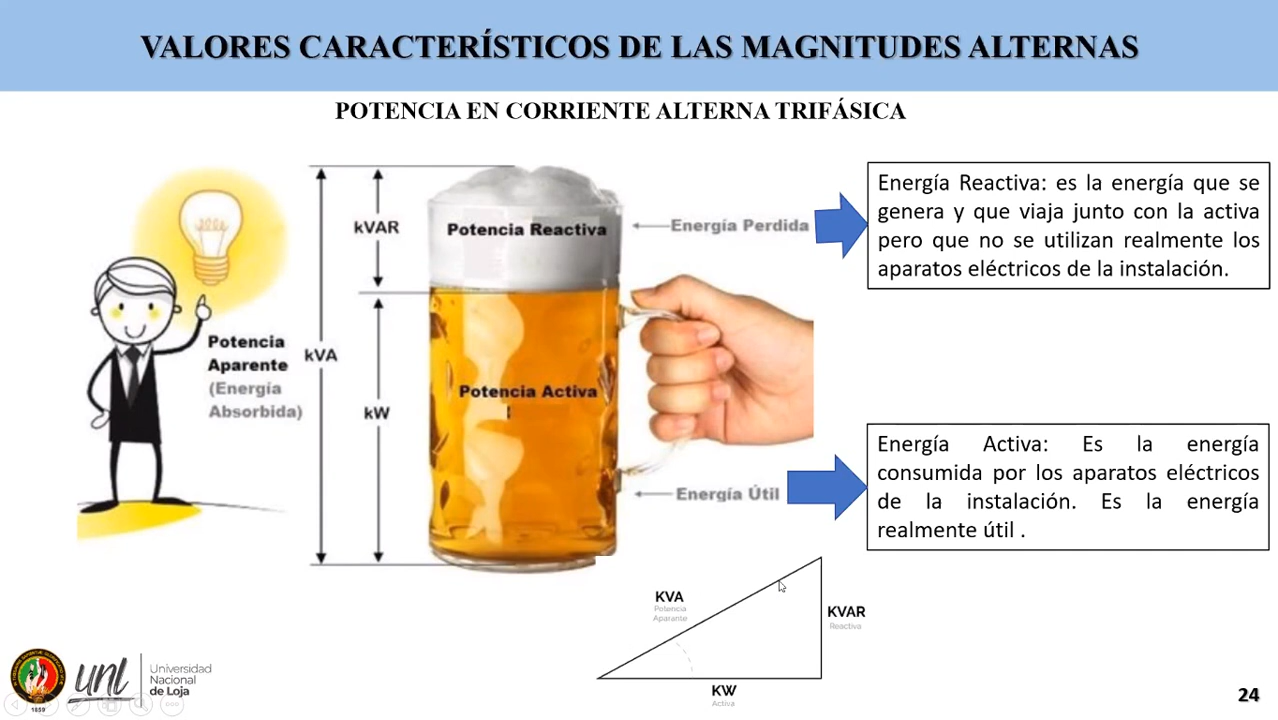 VALORES CARACTERÍSTICOS DE LAS MAGNITUDES ALTERNAS
POTENCIA EN CORRIENTE ALTERNA TRIFÁSICA
Potencia
Aparente
(Energía
Absorbida)
kVA
kVAR
kW
Potencia Reactiva
Potencia Activa
Energía Perdida
Energía Útil
Energía Reactiva: es la energía que se
genera y que viaja junto con la activa
pero que no se utilizan realmente los
aparatos eléctricos de la instalación.
Energía Activa: Es la energía
consumida por los aparatos eléctricos
de la instalación. Es la energía
realmente útil .
KVA
Potencia
Aparante
KVAR
Reactiva
KW
Activa
1859
unl
Universidad
Nacional
de Loja
24